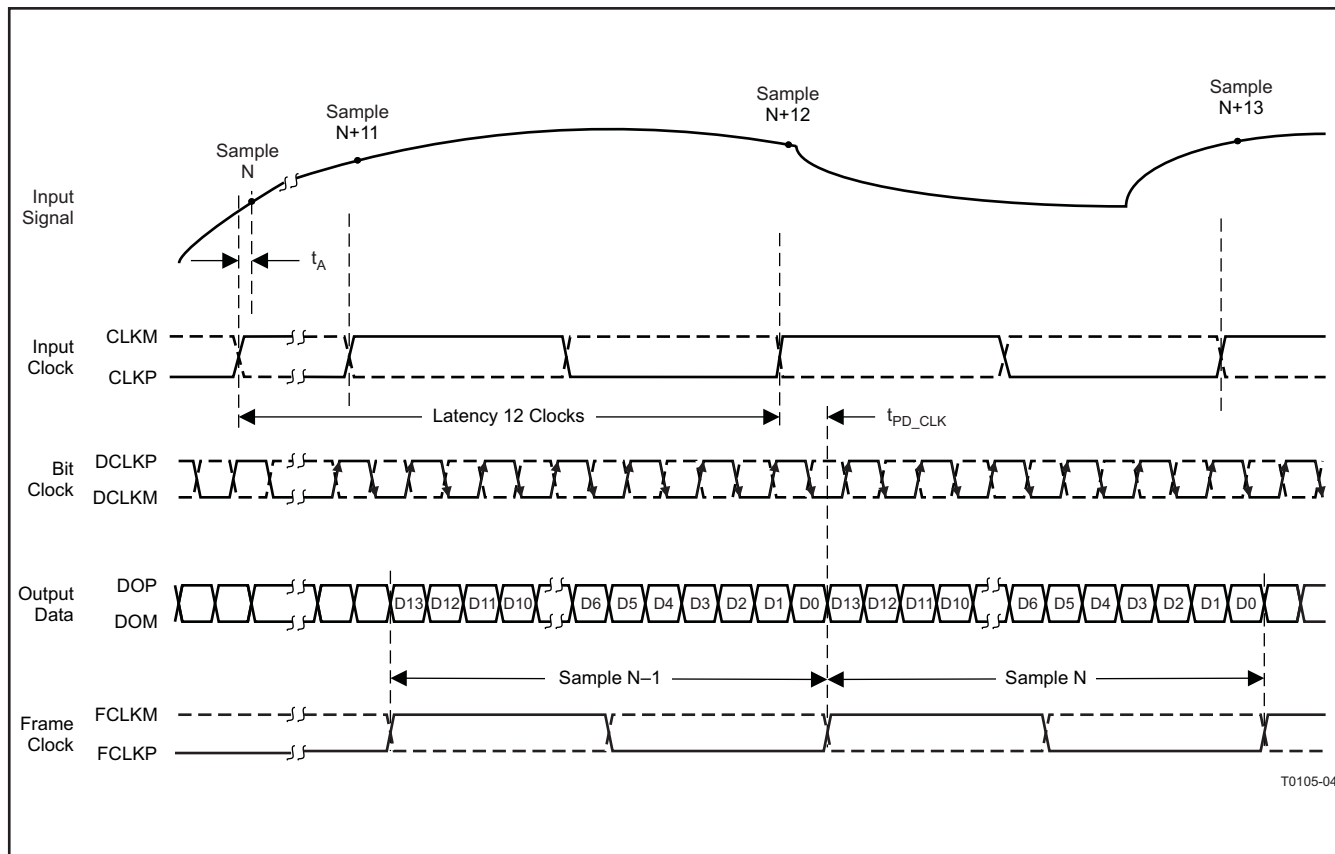 Sample
N
Sample
N+11
Sample
N+12
Sample
N+13
Input
Signal
tA
Input
Clock
CLKM
CLKP
Latency 12 Clocks
tPD_CLK
Bit
Clock
DCLKP
DCLKM
Output
Data
DOP
DOM
D13 D12 D11 D10 D6 D5 D4 D3 D2 D1 D0 D13 D12 D11 D10 D6 D5 D4 D3 D2 D1 D0
Sample N–1
Sample N
Frame
Clock
FCLKM
FCLKP
T0105-04